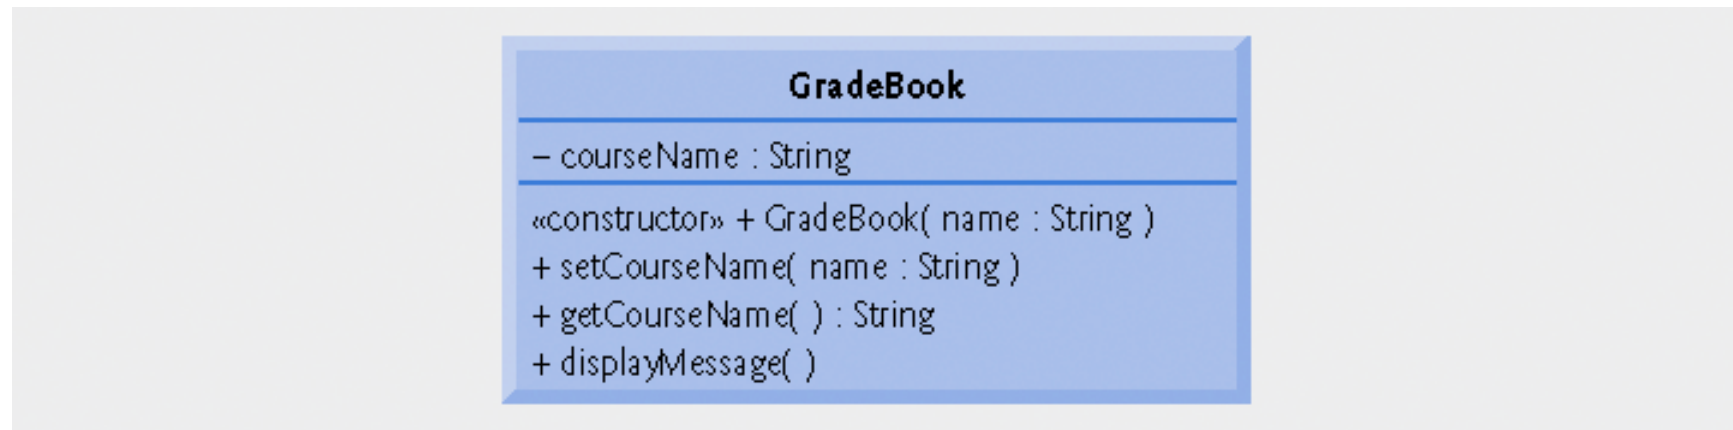 GradeBook
– courseName : String
«constructor» + GradeBook( name : String )
+ setCourseName( name : String )
+ getCourseName( ) : String
+ displayMessage( )